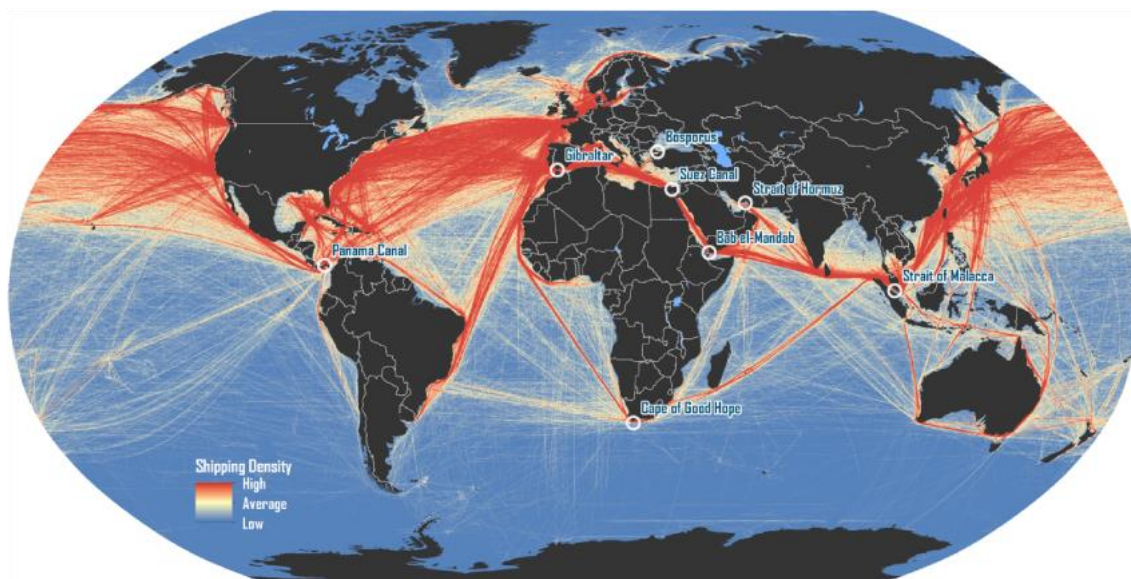 Bosporus
Gibraltar
Suez Canal
Strait of Hormuz
Bab el-Mandab
Panama Canal
Strait of Malacca
Cape of Good Hope
Shipping Density
High
Average
Low